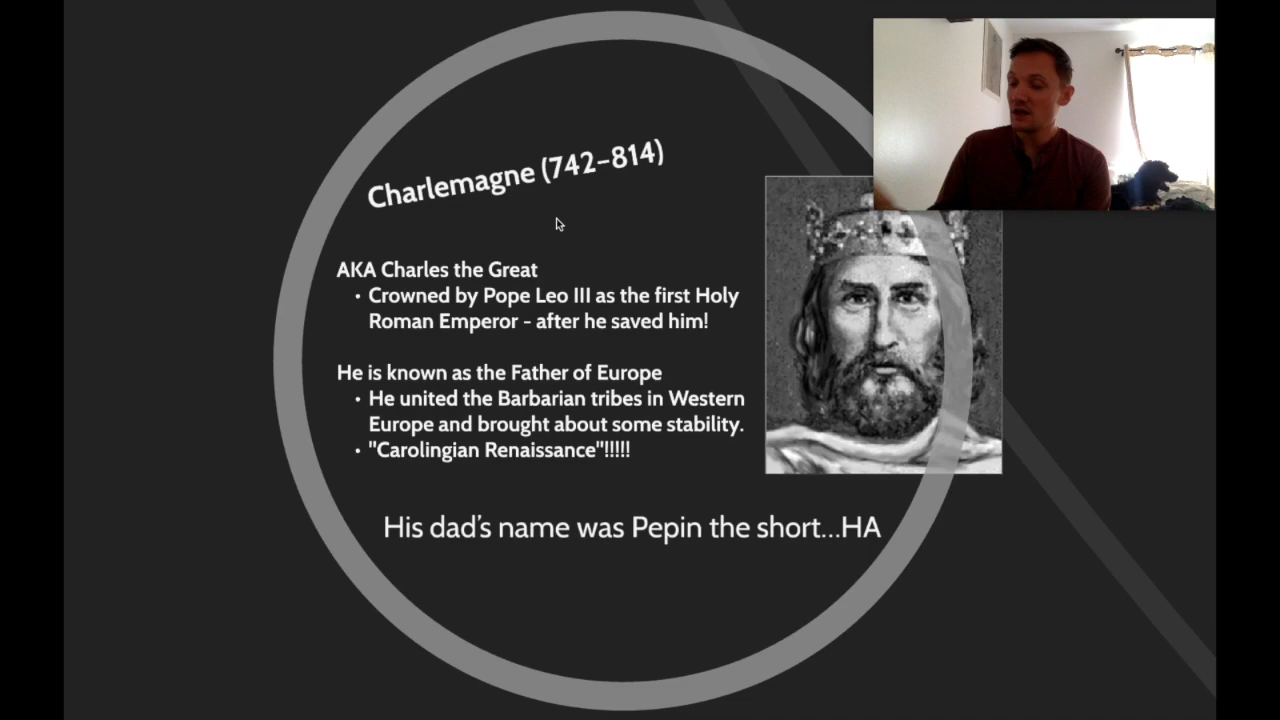 Charlemagne (742–814)
AKA Charles the Great
• Crowned by Pope Leo III as the first Holy
Roman Emperor - after he saved him!
He is known as the Father of Europe
• He united the Barbarian tribes in Western
Europe and brought about some stability.
• "Carolingian Renaissance"!!!!!
His dad's name was Pepin the short...HA